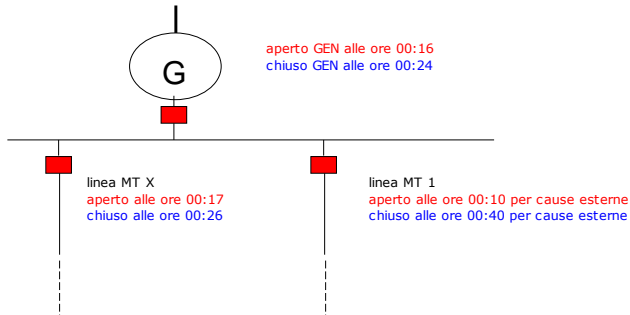 aperto GEN alle ore 00:16
chiuso GEN alle ore 00:24
G
linea MT X
aperto alle ore 00:17
chiuso alle ore 00:26
linea MT 1
aperto alle ore 00:10 per cause esterne
chiuso alle ore 00:40 per cause esterne